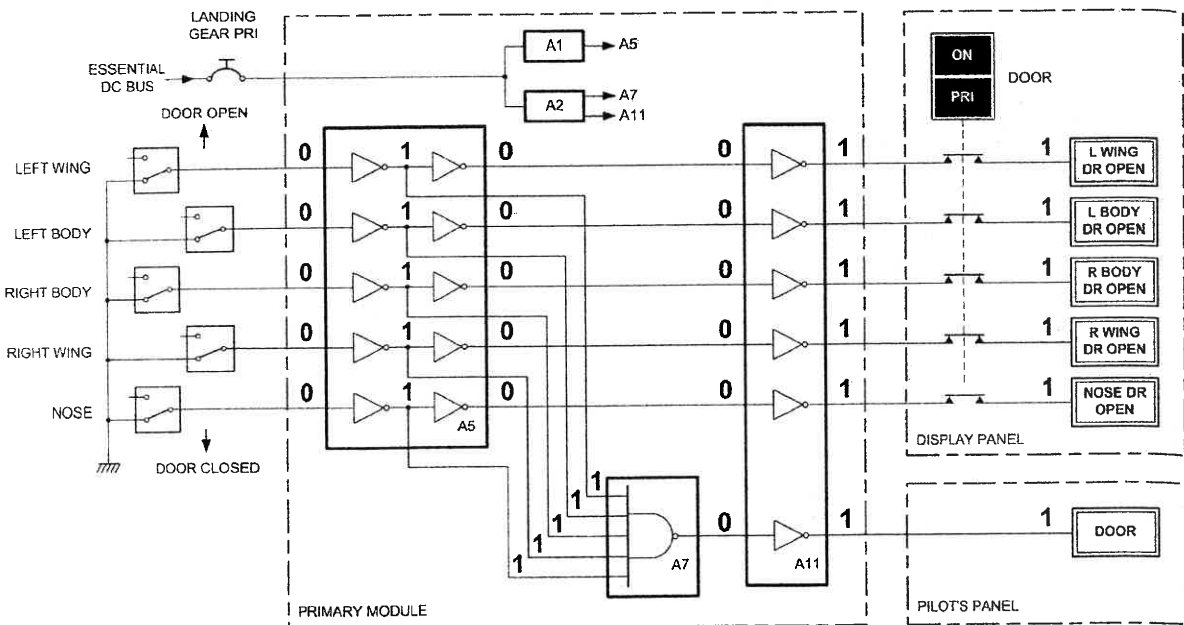 LANDING
GEAR PRI
ESSENTIAL
DC BUS
A1
A5
A2
A7
A11
ON
PRI
DOOR
DOOR OPEN
LEFT WING
0 1 0 0 1 1
L WING
DR OPEN
LEFT BODY
0 1 0 0 1 1
L BODY
DR OPEN
RIGHT BODY
0 1 0 0 1 1
R BODY
DR OPEN
RIGHT WING
0 1 0 0 1 1
R WING
DR OPEN
NOSE
0 1 0 0 1 1
NOSE DR
OPEN
A5
DISPLAY PANEL
DOOR CLOSED
1
1
1
1
1
A7
0 1 1
DOOR
A11
PRIMARY MODULE
PILOT'S PANEL